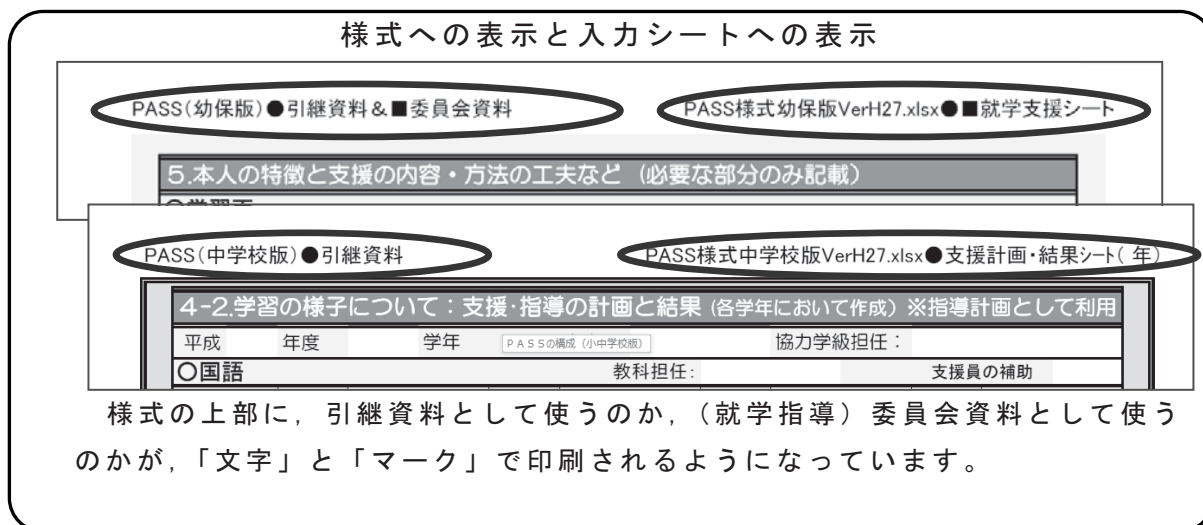 様式への表示と入力シートへの表示
PASS(幼保版)●引継資料&■委員会資料
PASS様式幼保版VerH27.xlsx●■就学支援シート
5.本人の特徴と支援の内容・方法の工夫など（必要な部分のみ記載）
PASS(中学校版)●引継資料
PASS様式中学校版VerH27.xlsx●支援計画・結果シート( 年)
4-2.学習の様子について：支援・指導の計画と結果 (各学年において作成) ※指導計画として利用
平成 年度 学年 PASSの構成（小中学校版） 協力学級担任：
○国語 教科担任: 支援員の補助
様式の上部に，引継資料として使うのか，（就学指導）委員会資料として使う
のかが，「文字」と「マーク」で印刷されるようになっています。